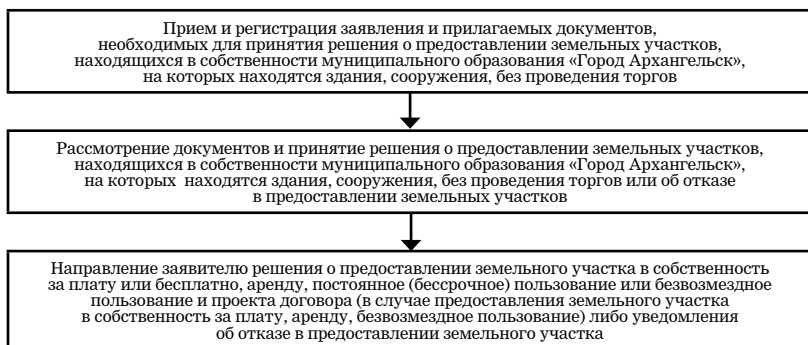 Прием и регистрация заявления и прилагаемых документов,
необходимых для принятия решения о предоставлении земельных участков,
находящихся в собственности муниципального образования «Город Архангельск»,
на которых находятся здания, сооружения, без проведения торгов
Рассмотрение документов и принятие решения о предоставлении земельных участков,
находящихся в собственности муниципального образования «Город Архангельск»,
на которых находятся здания, сооружения, без проведения торгов или об отказе
в предоставлении земельных участков
Направление заявителю решения о предоставлении земельного участка в собственность
за плату или бесплатно, аренду, постоянное (бессрочное) пользование или безвозмездное
пользование и проекта договора (в случае предоставления земельного участка
в собственность за плату, аренду, безвозмездное пользование) либо уведомления
об отказе в предоставлении земельного участка